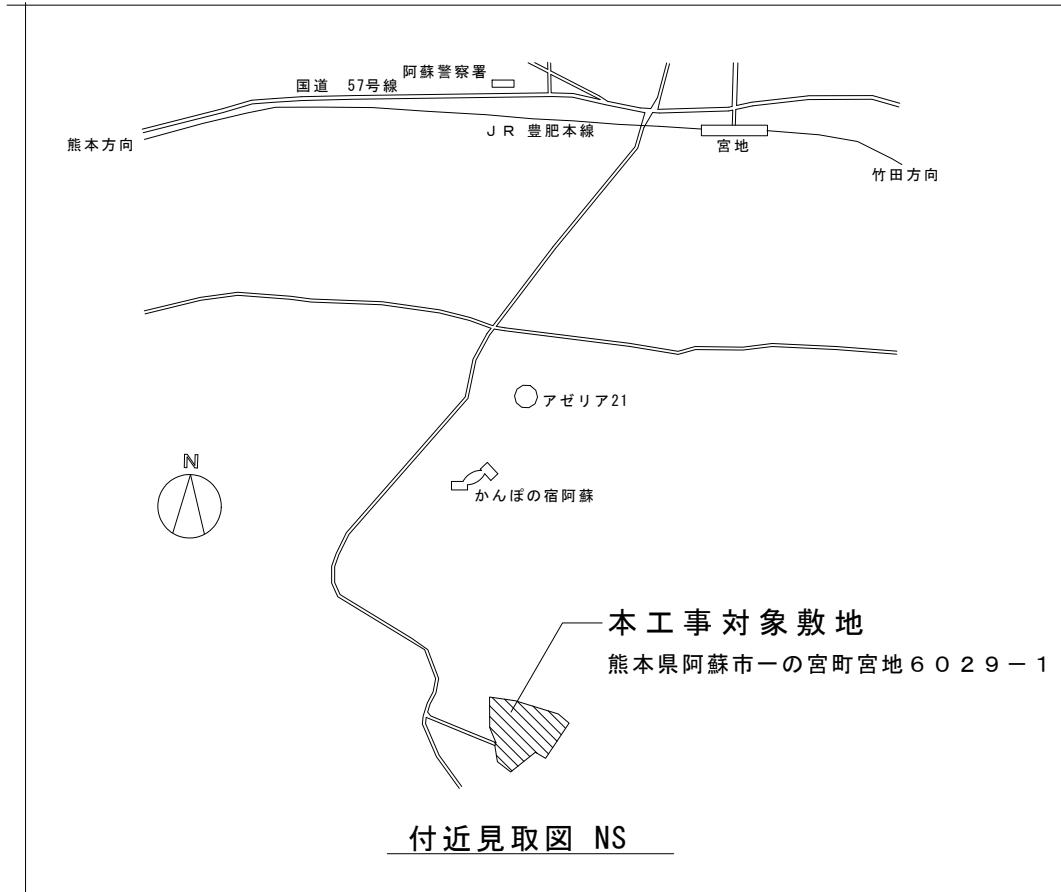 阿蘇警察署
国道 57号線
JR 豊肥本線
熊本方向
宮地
竹田方向
アゼリア21
N
かんぽの宿阿蘇
本工事対象敷地
熊本県阿蘇市一の宮町宮地6029−1
付近見取図 NS